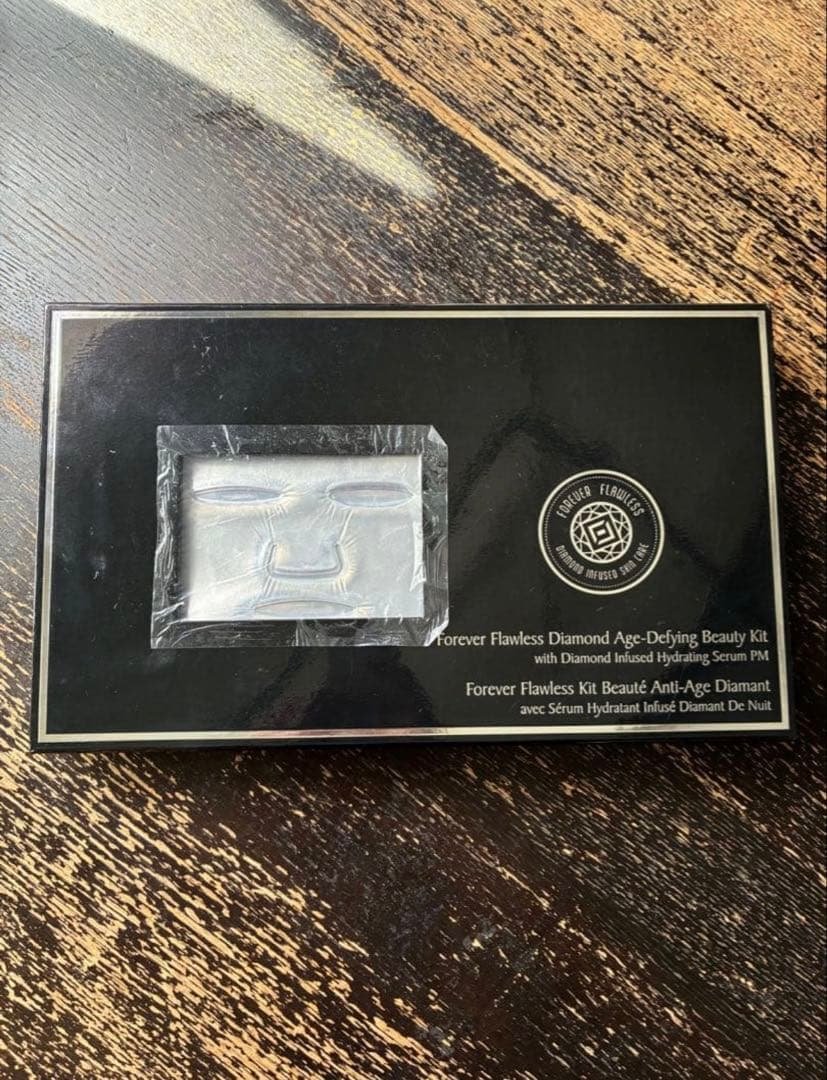 FOREVER FLAWLESS
DIAMOND INFUSED SKIN CARE
Forever Flawless Diamond Age-Defying Beauty Kit
with Diamond Infused Hydrating Serum PM
Forever Flawless Kit Beauté Anti-Age Diamant
avec Sérum Hydratant Infusé Diamant De Nuit